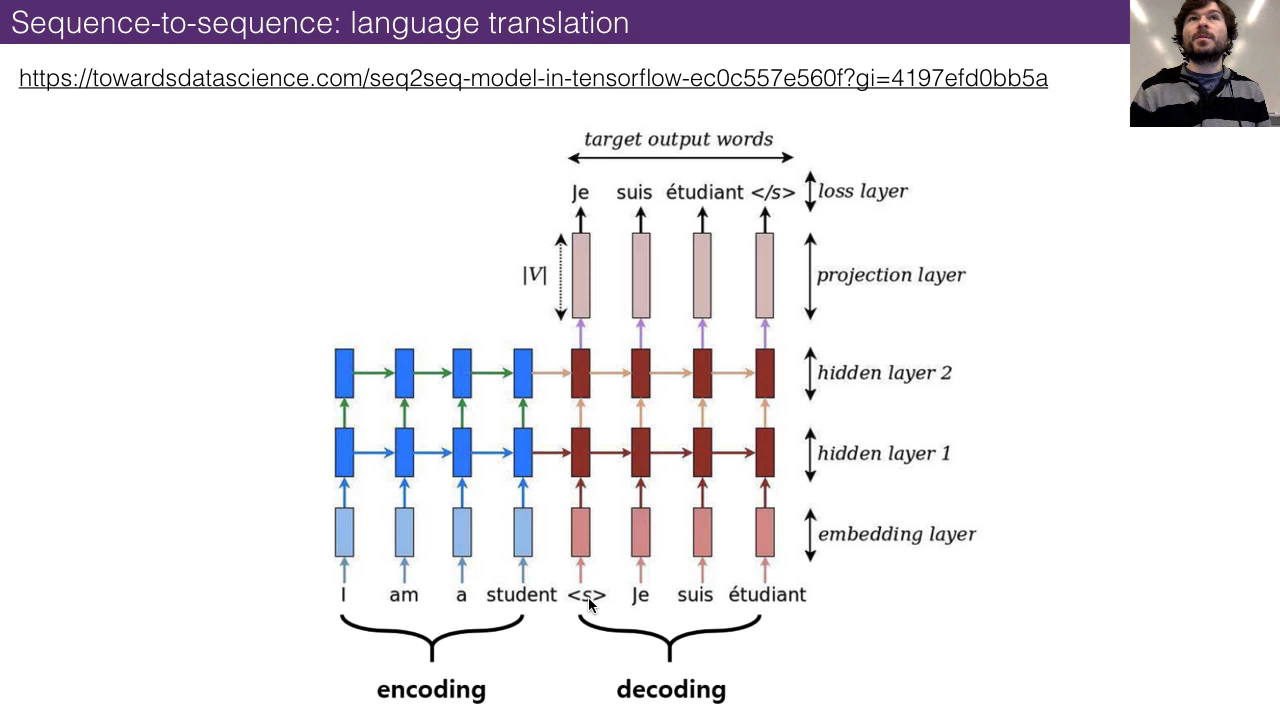 Sequence-to-sequence: language translation
https://towardsdatascience.com/seq2seq-model-in-tensorflow-ec0c557e560f?gi=4197efd0bb5a
target output words
Je suis étudiant </s> loss layer
|V| projection layer
hidden layer 2
hidden layer 1
embedding layer
I am a student <s> Je suis étudiant
encoding decoding